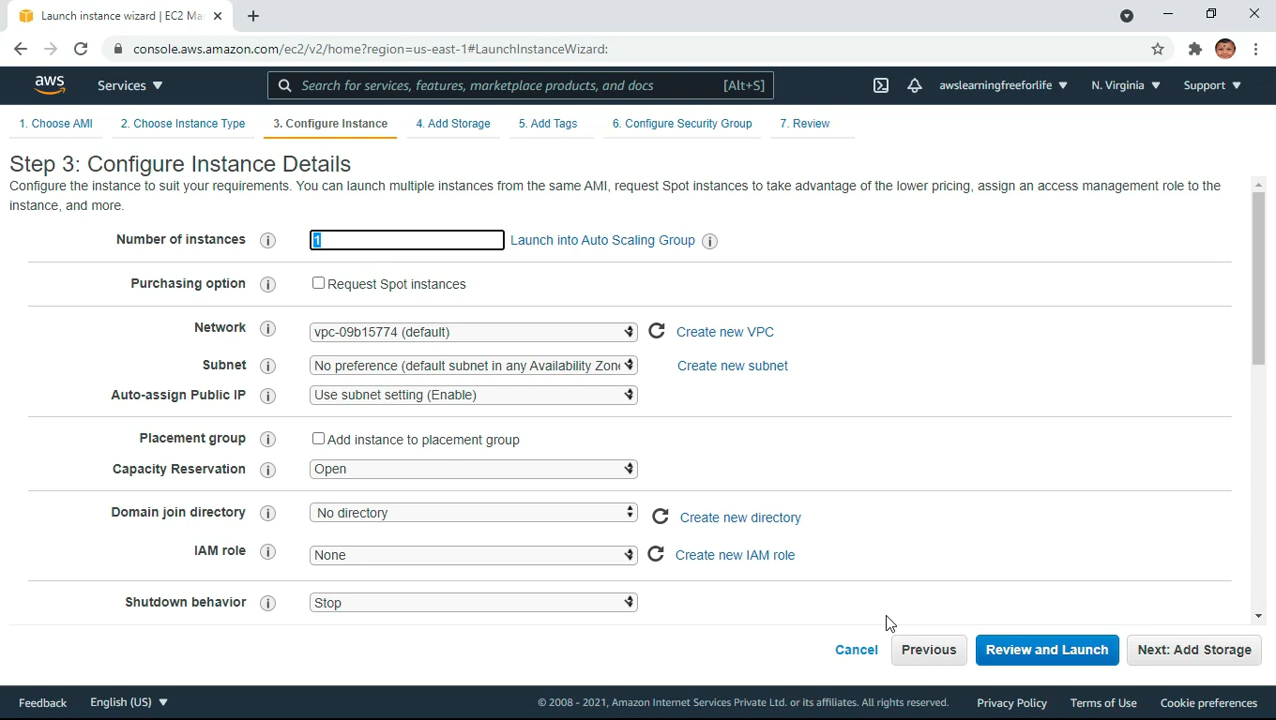 Launch instance wizard | EC2 Ma
console.aws.amazon.com/ec2/v2/home?region=us-east-1#LaunchInstanceWizard:
aws
Services
Search for services, features, marketplace products, and docs
[Alt+S]
awslearningfreeforlife
N. Virginia
Support
1. Choose AMI
2. Choose Instance Type
3. Configure Instance
4. Add Storage
5. Add Tags
6. Configure Security Group
7. Review
Step 3: Configure Instance Details
Configure the instance to suit your requirements. You can launch multiple instances from the same AMI, request Spot instances to take advantage of the lower pricing, assign an access management role to the
instance, and more.
Number of instances
1
Launch into Auto Scaling Group
Purchasing option
Request Spot instances
Network
vpc-09b15774 (default)
Create new VPC
Subnet
No preference (default subnet in any Availability Zon
Create new subnet
Auto-assign Public IP
Use subnet setting (Enable)
Placement group
Add instance to placement group
Capacity Reservation
Open
Domain join directory
No directory
Create new directory
IAM role
None
Create new IAM role
Shutdown behavior
Stop
Cancel
Previous
Review and Launch
Next: Add Storage
Feedback
English (US)
© 2008 - 2021, Amazon Internet Services Private Ltd. or its affiliates. All rights reserved.
Privacy Policy
Terms of Use
Cookie preferences